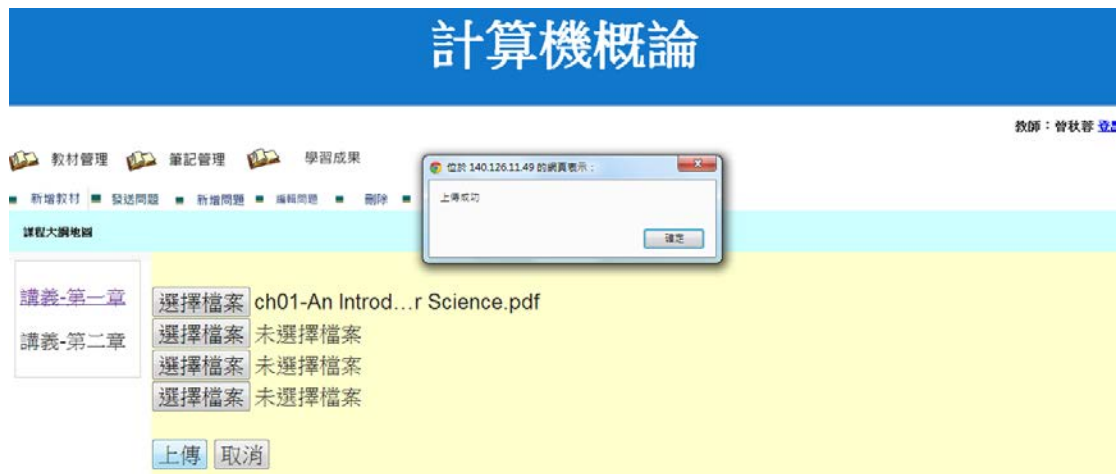 計算機概論
教師：曾秋蓉
教材管理 筆記管理 學習成果
位於 140.126.11.49 的網頁表示：
新增教材 發送問題 新增問題 編輯問題 刪除
上傳成功
確定
課程大綱地圖
講義-第一章
講義-第二章
選擇檔案 ch01-An Introd…r Science.pdf
選擇檔案 未選擇檔案
選擇檔案 未選擇檔案
選擇檔案 未選擇檔案
上傳 取消